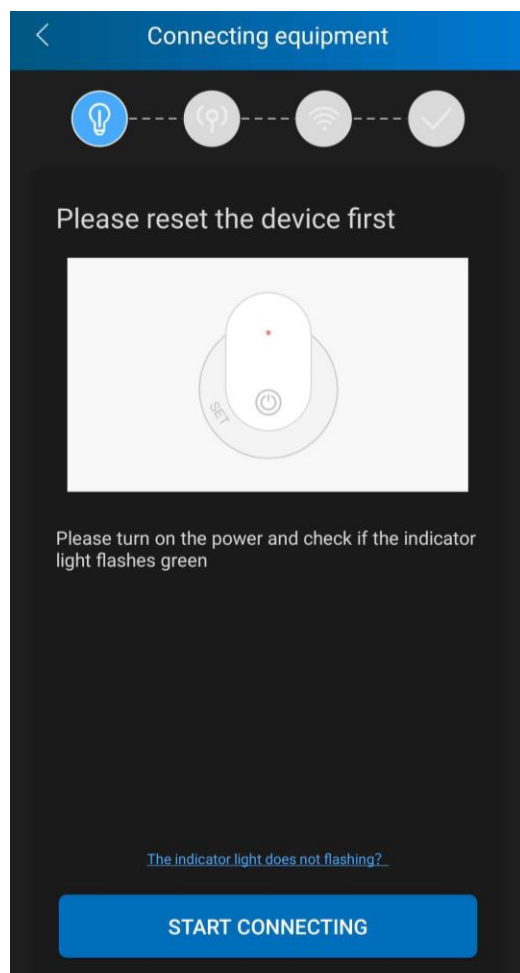 Connecting equipment
Please reset the device first
SET
Please turn on the power and check if the indicator
light flashes green
The indicator light does not flashing?
START CONNECTING